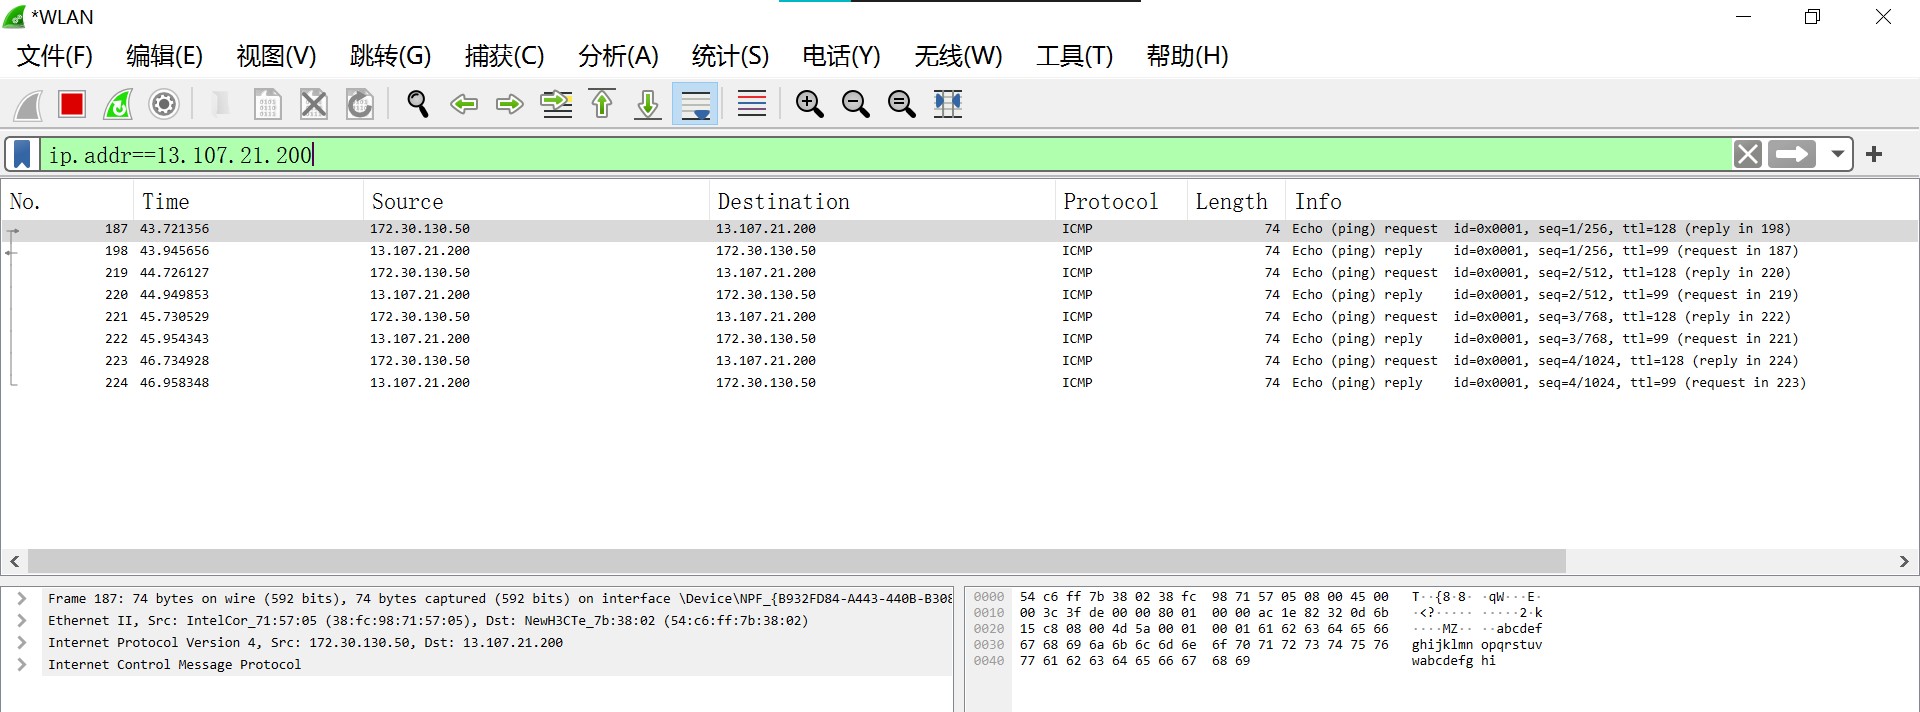 *WLAN
文件(F) 编辑(E) 视图(V) 跳转(G) 捕获(C) 分析(A) 统计(S) 电话(Y) 无线(W) 工具(T) 帮助(H)
ip.addr==13.107.21.200
No. Time Source Destination Protocol Length Info
187 43.721356 172.30.130.50 13.107.21.200 ICMP 74 Echo (ping) request id=0x0001, seq=1/256, ttl=128 (reply in 198)
198 43.945656 13.107.21.200 172.30.130.50 ICMP 74 Echo (ping) reply id=0x0001, seq=1/256, ttl=99 (request in 187)
219 44.726127 172.30.130.50 13.107.21.200 ICMP 74 Echo (ping) request id=0x0001, seq=2/512, ttl=128 (reply in 220)
220 44.949853 13.107.21.200 172.30.130.50 ICMP 74 Echo (ping) reply id=0x0001, seq=2/512, ttl=99 (request in 219)
221 45.730529 172.30.130.50 13.107.21.200 ICMP 74 Echo (ping) request id=0x0001, seq=3/768, ttl=128 (reply in 222)
222 45.954343 13.107.21.200 172.30.130.50 ICMP 74 Echo (ping) reply id=0x0001, seq=3/768, ttl=99 (request in 221)
223 46.734928 172.30.130.50 13.107.21.200 ICMP 74 Echo (ping) request id=0x0001, seq=4/1024, ttl=128 (reply in 224)
224 46.958348 13.107.21.200 172.30.130.50 ICMP 74 Echo (ping) reply id=0x0001, seq=4/1024, ttl=99 (request in 223)
Frame 187: 74 bytes on wire (592 bits), 74 bytes captured (592 bits) on interface \Device\NPF_{B932FD84-A443-440B-B308
Ethernet II, Src: IntelCor_71:57:05 (38:fc:98:71:57:05), Dst: NewH3CTe_7b:38:02 (54:c6:ff:7b:38:02)
Internet Protocol Version 4, Src: 172.30.130.50, Dst: 13.107.21.200
Internet Control Message Protocol
0000 54 c6 ff 7b 38 02 38 fc 98 71 57 05 08 00 45 00 T··{8·8· ·qW···E·
0010 00 3c 3f de 00 00 80 01 00 00 ac 1e 82 32 0d 6b ·<?····· ·····2·k
0020 15 c8 08 00 4d 5a 00 01 00 01 61 62 63 64 65 66 ····MZ·· ··abcdef
0030 67 68 69 6a 6b 6c 6d 6e 6f 70 71 72 73 74 75 76 ghijklmn opqrstuv
0040 77 61 62 63 64 65 66 67 68 69 wabcdefg hi